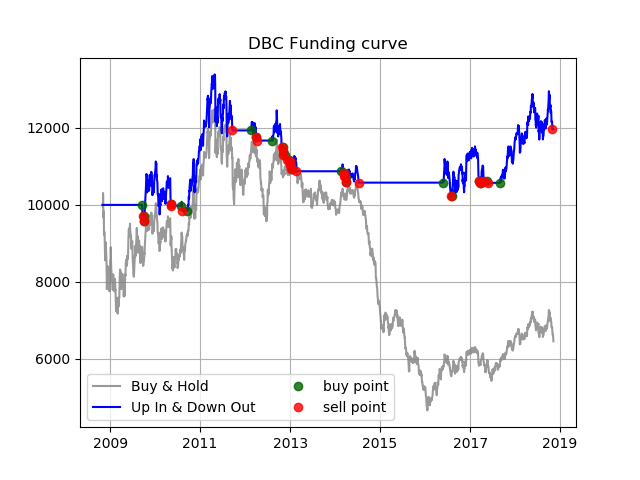 DBC Funding curve
12000
10000
8000
6000
Buy & Hold
Up In & Down Out
buy point
sell point
2009 2011 2013 2015 2017 2019